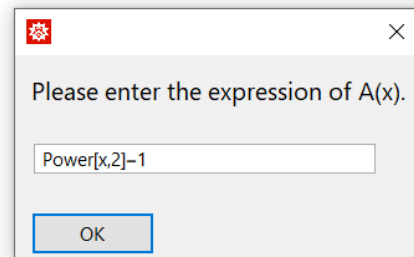 Please enter the expression of A(x).
Power[x,2]−1
OK